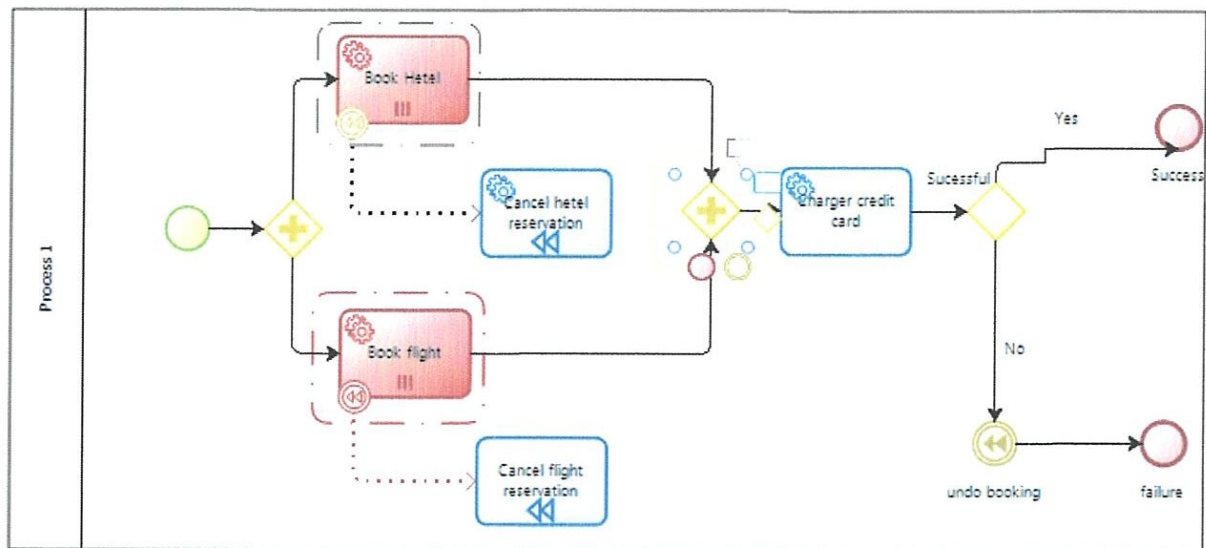 Process 1
Book Hetel
Cancel hetel
reservation
Book flight
Cancel flight
reservation
Charger credit
card
Sucessful
Yes
Success
No
undo booking
failure